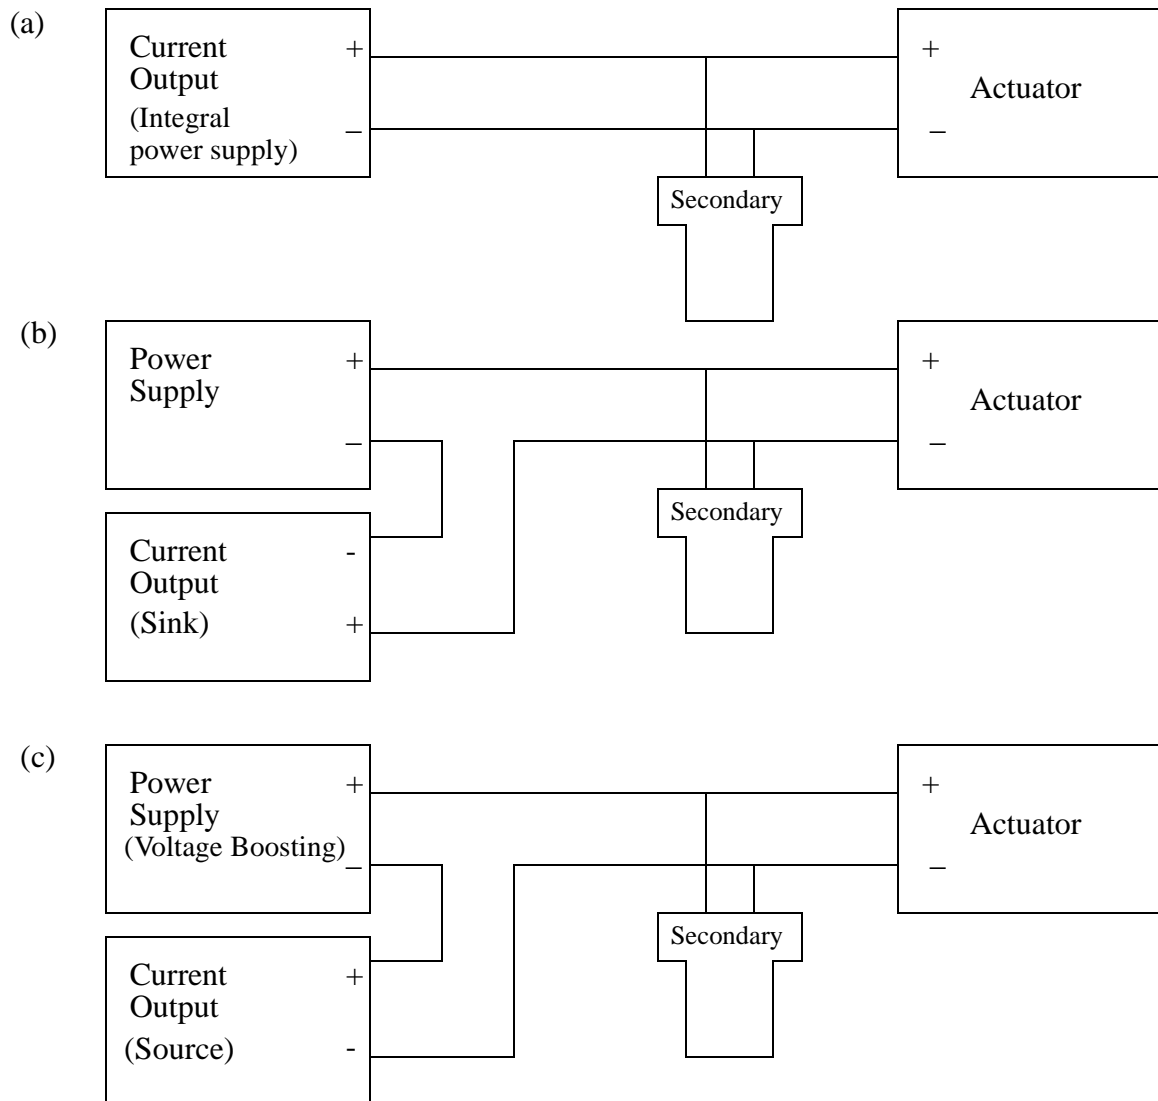 (a)
Current +
Output
(Integral
power supply) –
+
Actuator
–
Secondary
(b)
Power +
Supply
–
+
Actuator
–
Current -
Output
(Sink) +
Secondary
(c)
Power +
Supply
(Voltage Boosting) –
+
Actuator
–
Current +
Output
(Source) -
Secondary